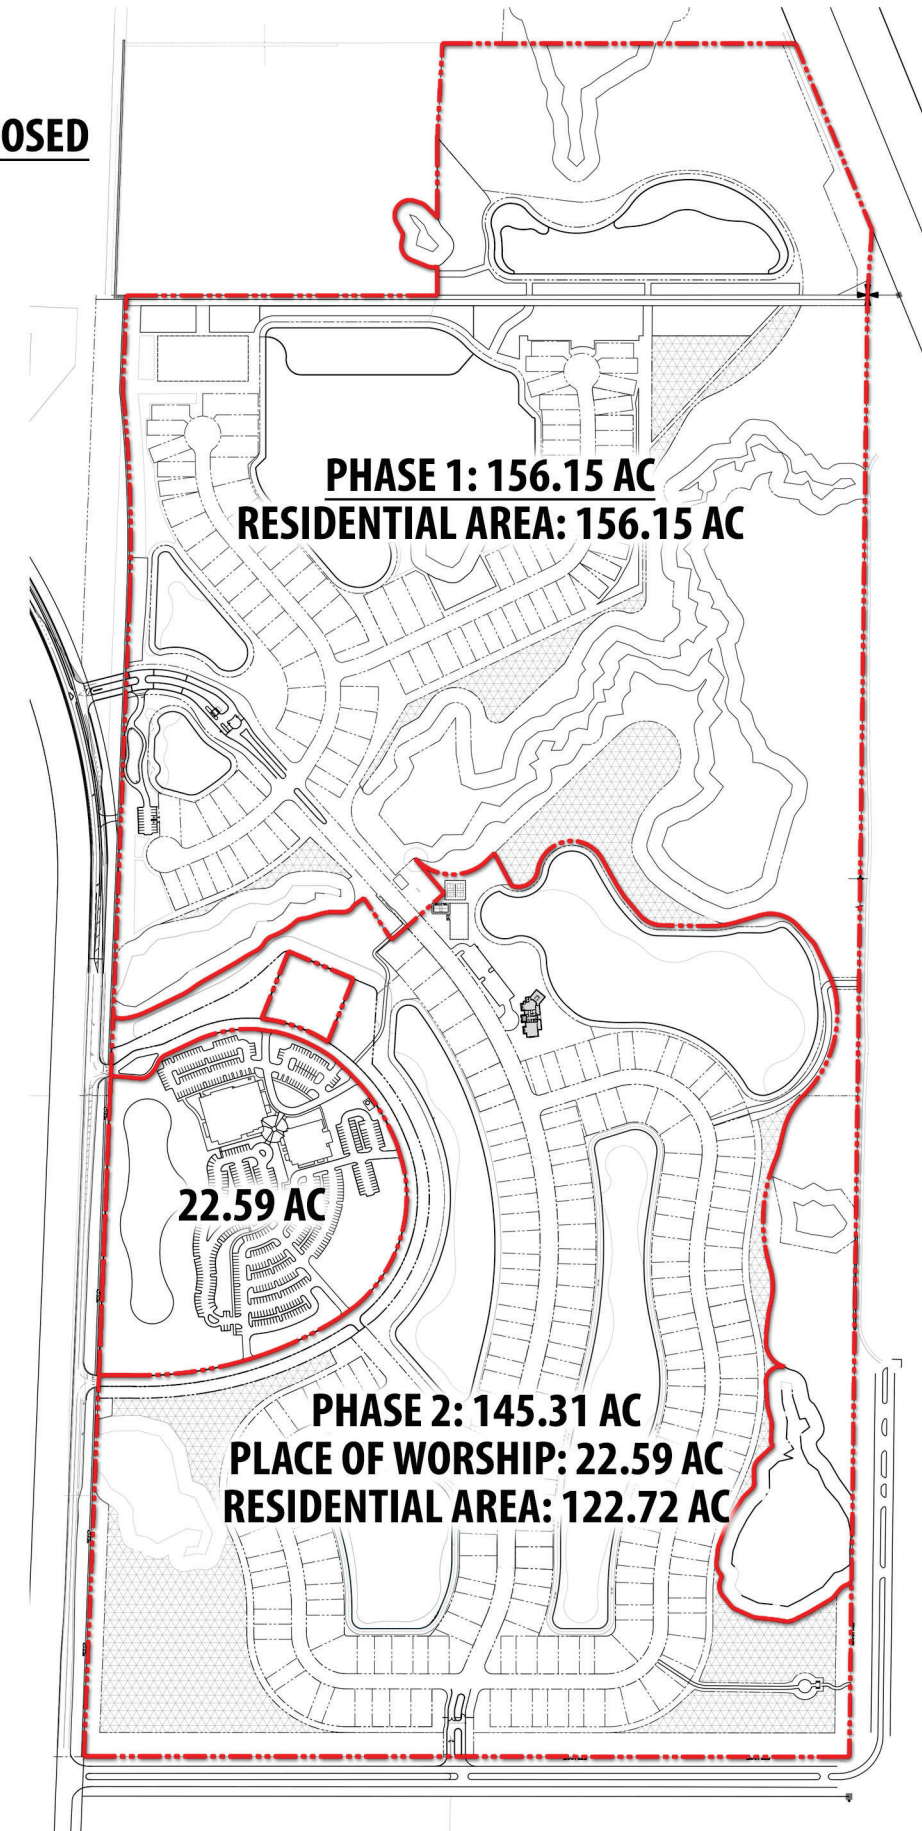 OSED
PHASE 1: 156.15 AC
RESIDENTIAL AREA: 156.15 AC
22.59 AC
PHASE 2: 145.31 AC
PLACE OF WORSHIP: 22.59 AC
RESIDENTIAL AREA: 122.72 AC